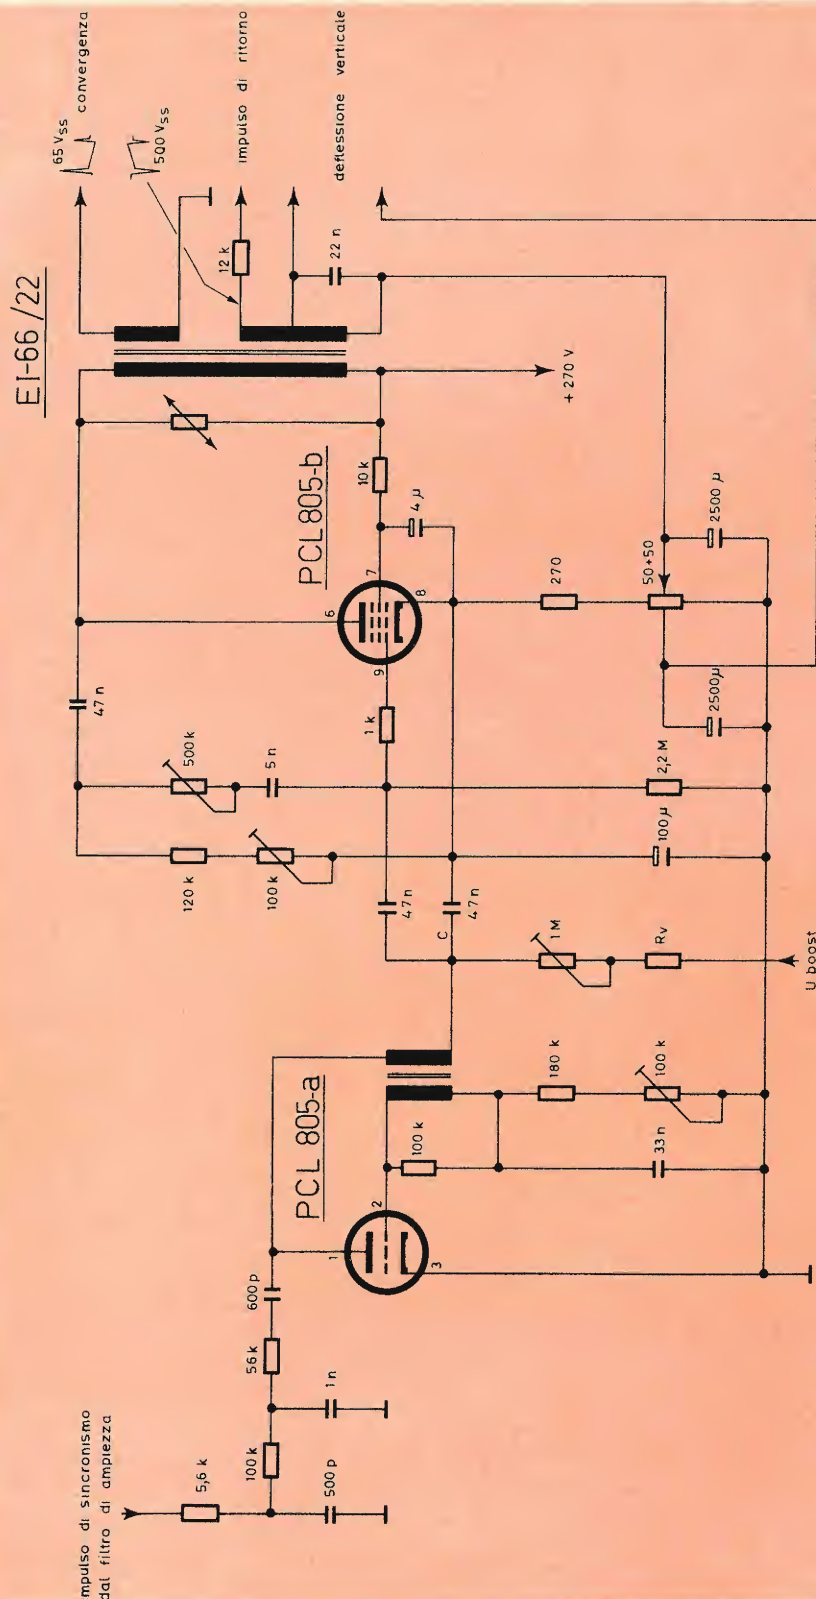 mpulso di sincronismo
dal filtro di ampiezza
5,6 k
100 k
500 p
1 n
56 k
600 p
PCL 805-a
1
2
3
100 k
33 n
180 k
100 k
U boost
Rv
1 M
C
47 n
47 n
120 k
100 k
100 µ
500 k
5 n
2,2 M
47 n
1 k
9
6
7
8
PCL 805-b
10 k
4 µ
270
50+50
2500 µ
2500 µ
+ 270 V
EI-66 / 22
12 k
22 n
65 Vss
convergenza
500 Vss
impulso di ritorno
deflessione verticale